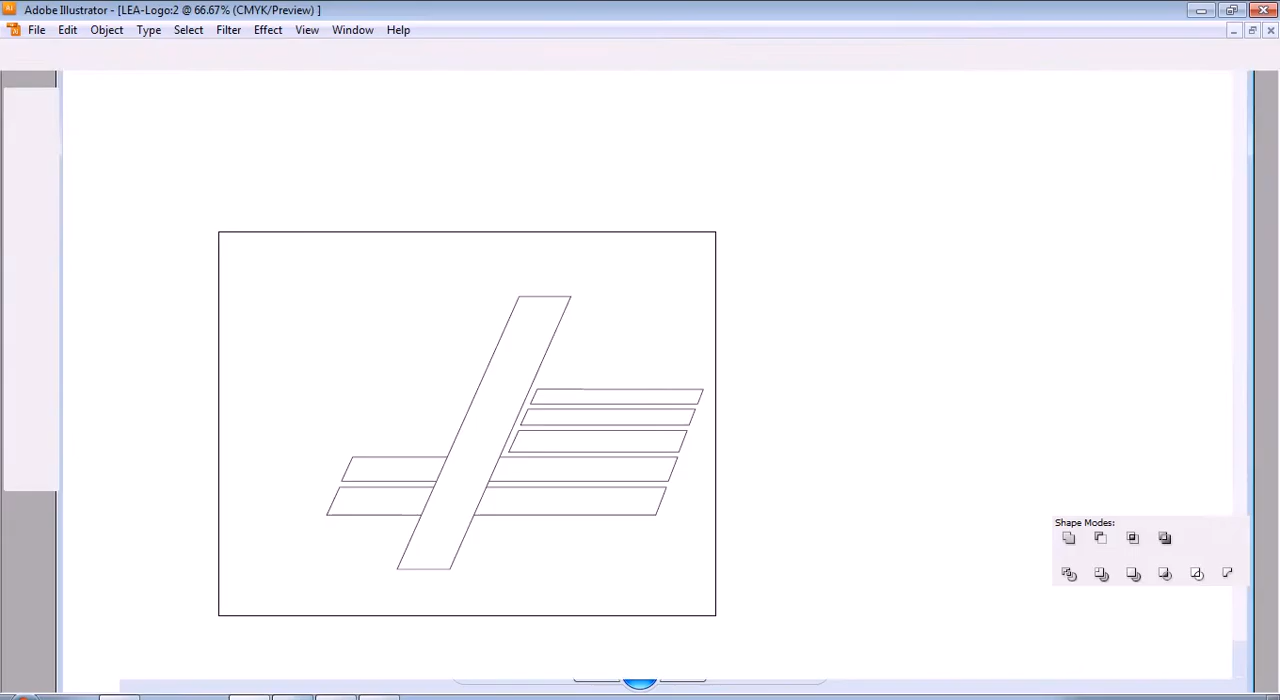 Adobe Illustrator - [LEA-Logo:2 @ 66.67% (CMYK/Preview) ]
File Edit Object Type Select Filter Effect View Window Help
Shape Modes: